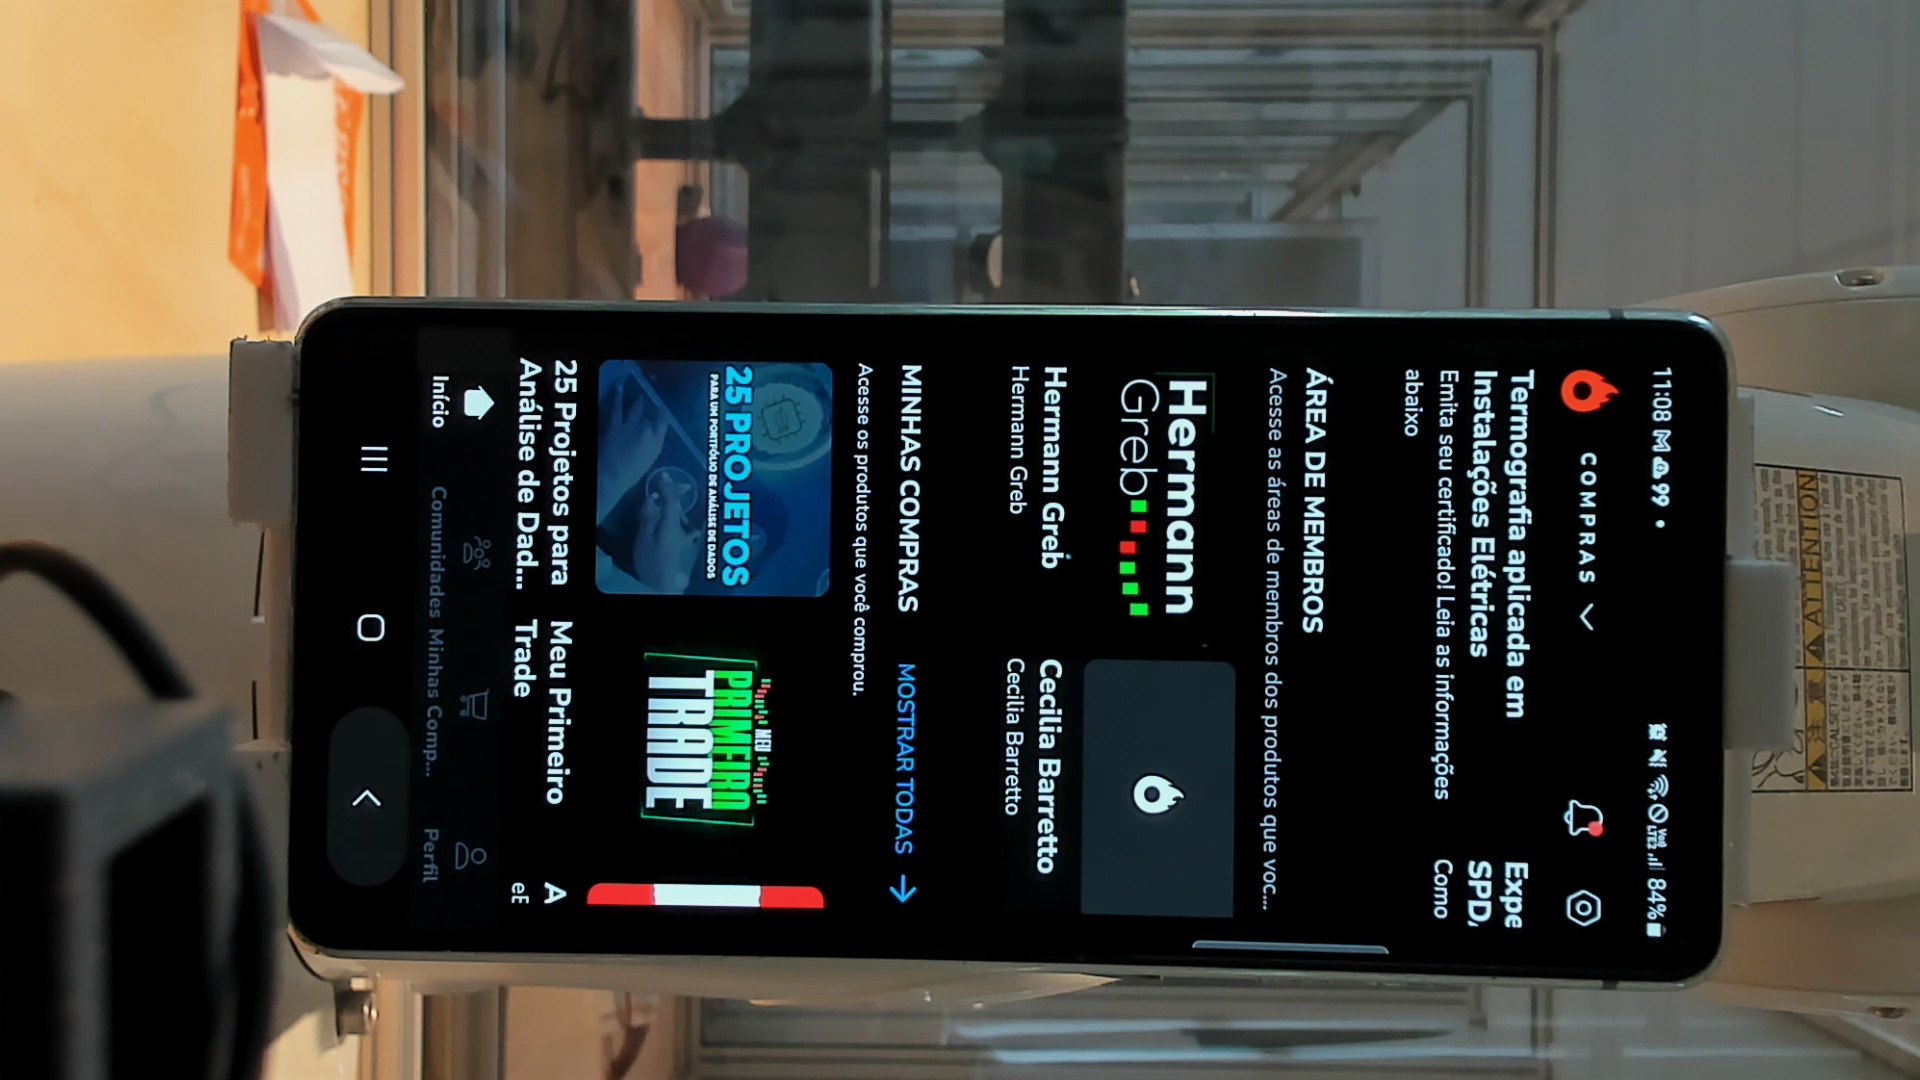 11:08
84%
COMPRAS
Termografia aplicada em
Instalações Elétricas
Emita seu certificado! Leia as informações
abaixo
Expe
SPD,
Como
ÁREA DE MEMBROS
Acesse as áreas de membros dos produtos que voc...
Hermann
Greb
Hermann Greb
Hermann Greb
Cecilia Barretto
Cecilia Barretto
MINHAS COMPRAS
MOSTRAR TODAS
Acesse os produtos que você comprou.
25 PROJETOS
PARA UM PORTFÓLIO DE ANÁLISE DE DADOS
MEU
PRIMEIRO
TRADE
25 Projetos para
Análise de Dad...
Meu Primeiro
Trade
A
eE
Início
Comunidades
Minhas Comp...
Perfil
ATTENTION
注意